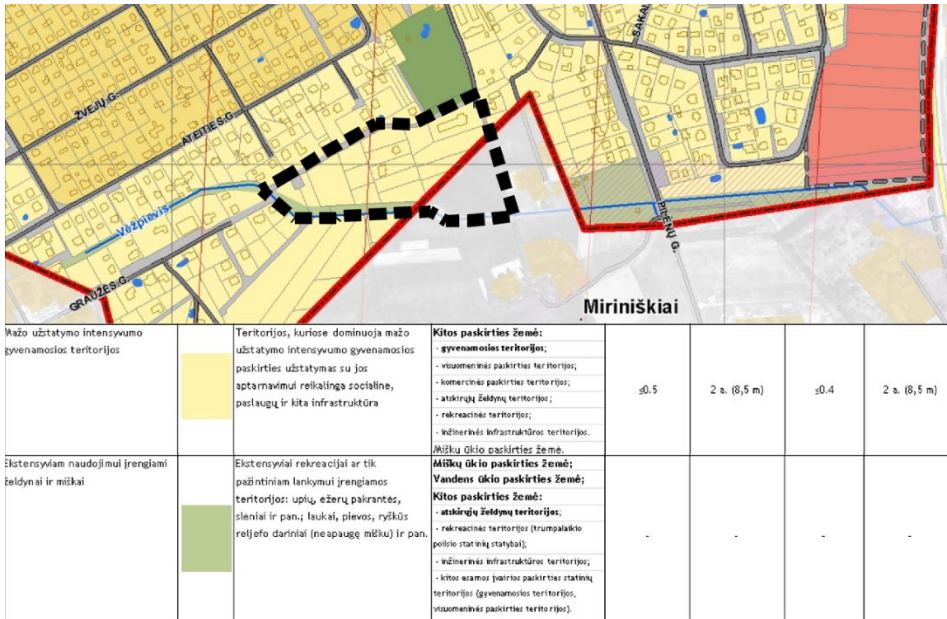 SAKA
ŽVEJŲ G.
ATEITIES G.
Vėžpievis
GRAUŽĖS G.
PILĖNŲ G.
Miriniškiai
Mažo užstatymo intensyvumo
gyvenamosios teritorijos
Teritorijos, kuriose dominuoja mažo
užstatymo intensyvumo gyvenamosios
paskirties užstatymas su jos
aptarnavimui reikalinga socialine,
paslaugų ir kita infrastruktūra
Kitos paskirties žemė:
- gyvenamosios teritorijos;
- visuomeninės paskirties teritorijos;
- komercinės paskirties teritorijos;
- atskirųjų želdynų teritorijos;
- rekreacinės teritorijos;
- inžinerinės infrastruktūros teritorijos.
Miškų ūkio paskirties žemė.
≤0.5
2 a. (8,5 m)
≤0.4
2 a. (8,5 m)
Ekstensyviam naudojimui įrengiami
želdynai ir miškai
Ekstensyviai rekreacijai ar tik
pažintiniam lankymui įrengiamos
teritorijos: upių, ežerų pakrantės,
slėniai ir pan.; laukai, pievos, ryškūs
reljefo dariniai (neapaugę mišku) ir pan.
Miškų ūkio paskirties žemė;
Vandens ūkio paskirties žemė;
Kitos paskirties žemė:
- atskirųjų želdynų teritorijos;
- rekreacinės teritorijos (trumpalaikio
poilsio statinių statybai);
- inžinerinės infrastruktūros teritorijos;
- kitos esamos įvairios paskirties statinių
teritorijos (gyvenamosios teritorijos,
visuomeninės paskirties teritorijos).
-
-
-
-